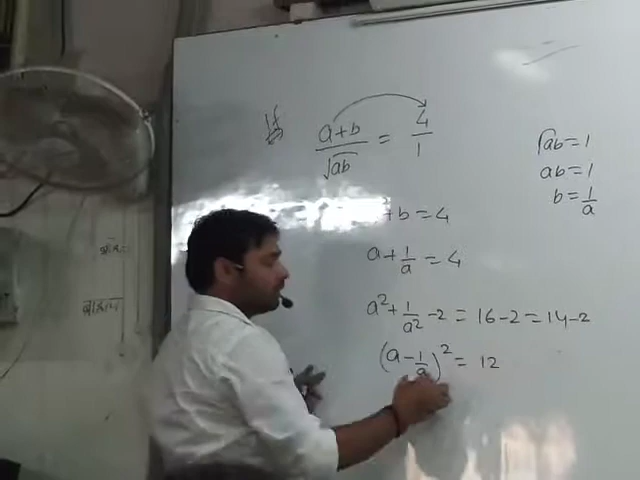 If (a+b)/√ab = 4/1
√ab = 1
ab = 1
b = 1/a
+b = 4
a + 1/a = 4
a² + 1/a² -2 = 16-2 = 14-2
(a - 1/a)² = 12